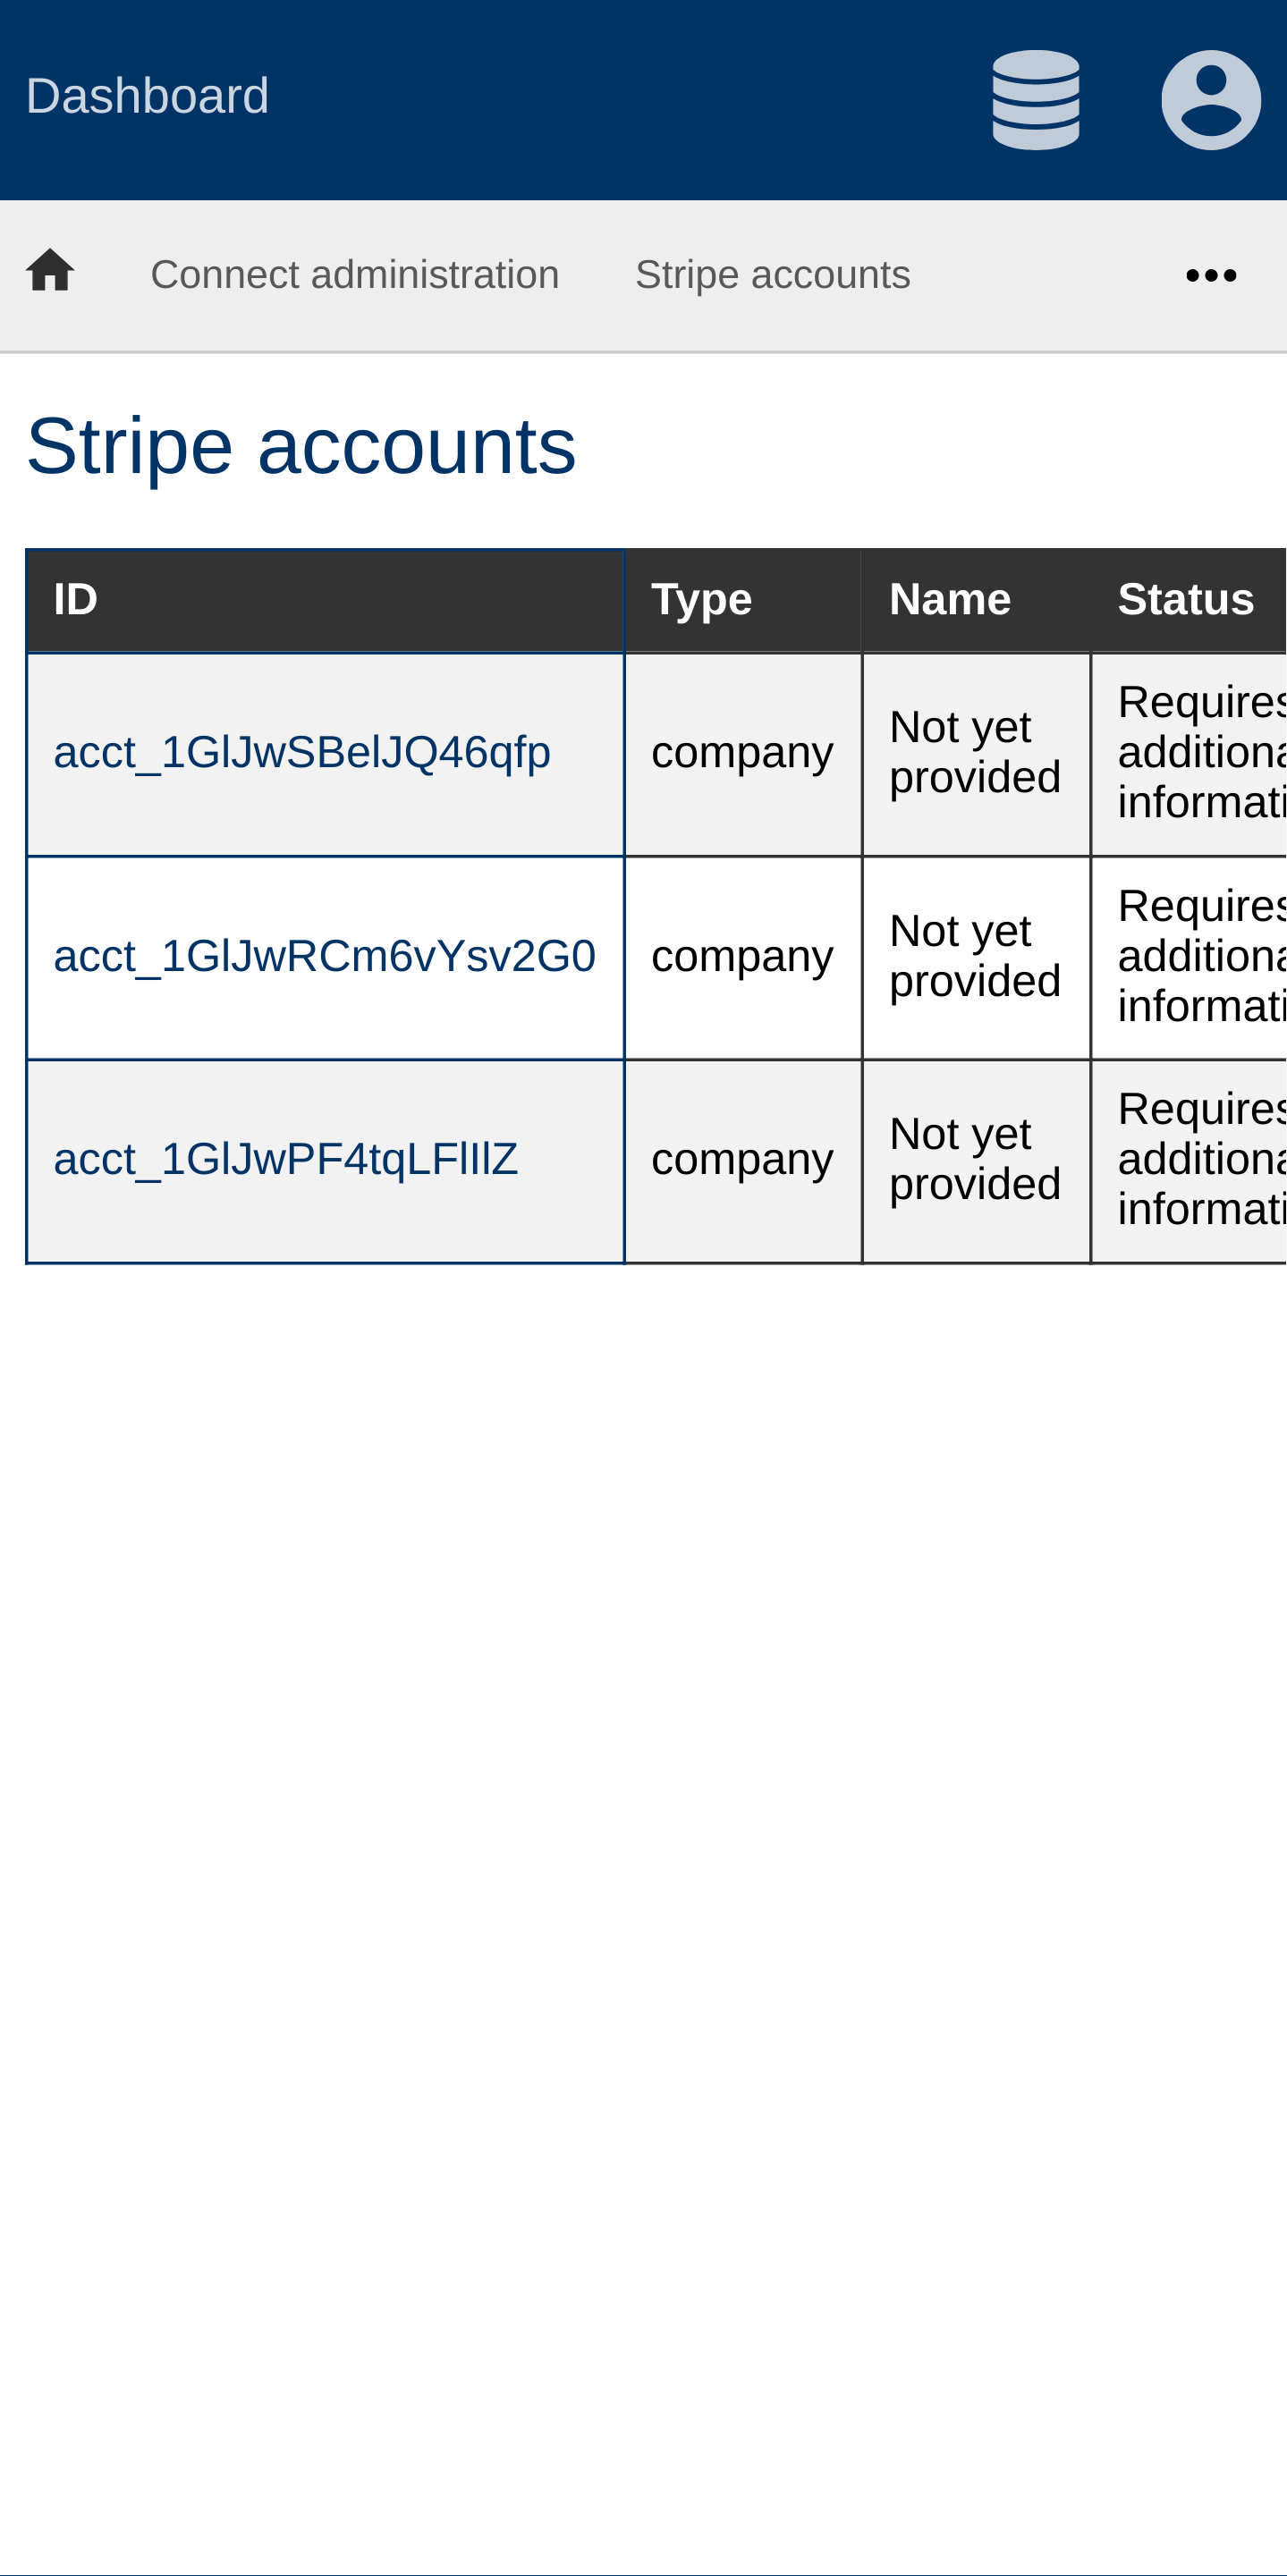 Dashboard
Connect administration Stripe accounts
Stripe accounts
ID Type Name Status
acct_1GlJwSBelJQ46qfp company Not yet provided Requires
additiona
informati
acct_1GlJwRCm6vYsv2G0 company Not yet provided Requires
additiona
informati
acct_1GlJwPF4tqLFlIlZ company Not yet provided Requires
additiona
informati